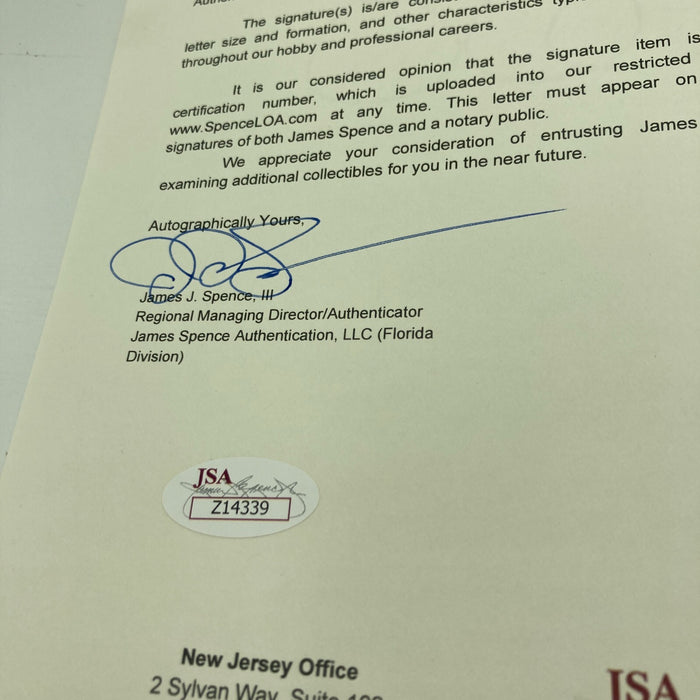 The signature(s) is/are
letter size and formation, and other characteristics
throughout our hobby and professional careers.
It is our considered opinion that the signature item is
certification number, which is uploaded into our restricted
www.SpenceLOA.com at any time. This letter must appear on
signatures of both James Spence and a notary public.
We appreciate your consideration of entrusting James
examining additional collectibles for you in the near future.
Autographically Yours,
James J. Spence, III
Regional Managing Director/Authenticator
James Spence Authentication, LLC (Florida
Division)
JSA
Z14339
New Jersey Office
2 Sylvan Way, Suite
JSA